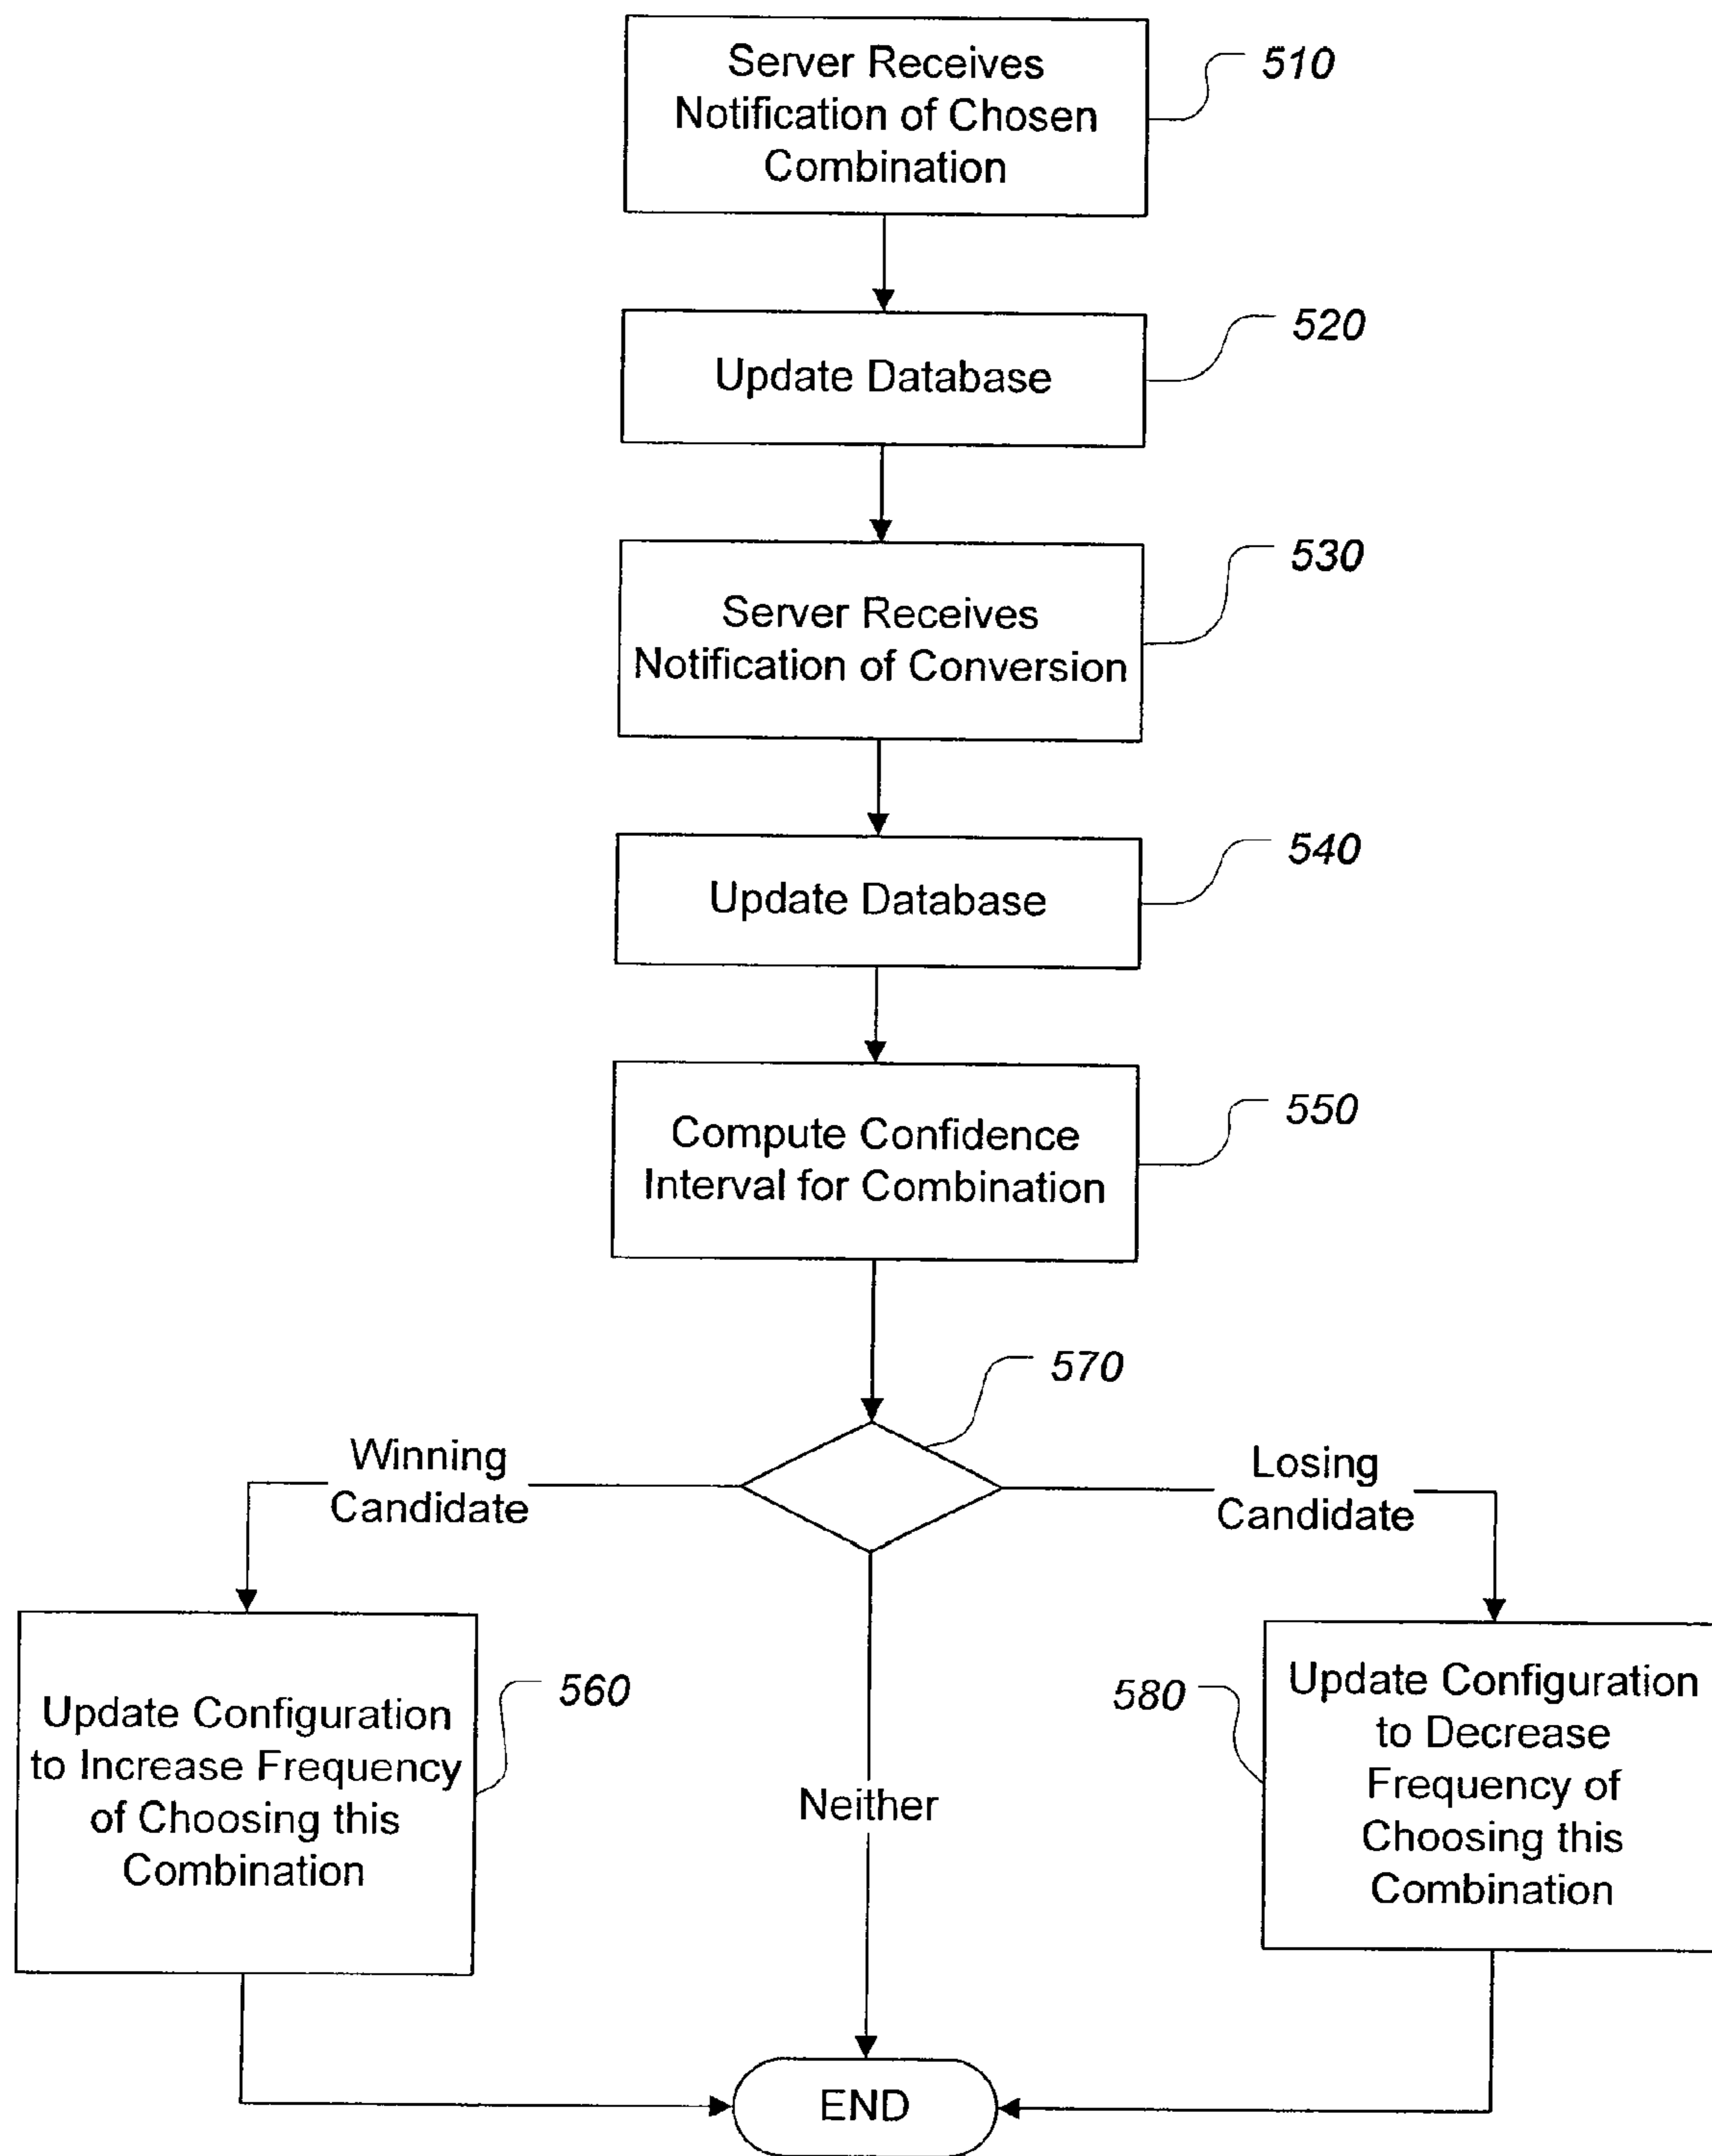 Server Receives
Notification of Chosen
Combination
510
Update Database
520
Server Receives
Notification of Conversion
530
Update Database
540
Compute Confidence
Interval for Combination
550
570
Winning
Candidate
Losing
Candidate
Neither
Update Configuration
to Increase Frequency
of Choosing this
Combination
560
580
Update Configuration
to Decrease
Frequency of
Choosing this
Combination
END